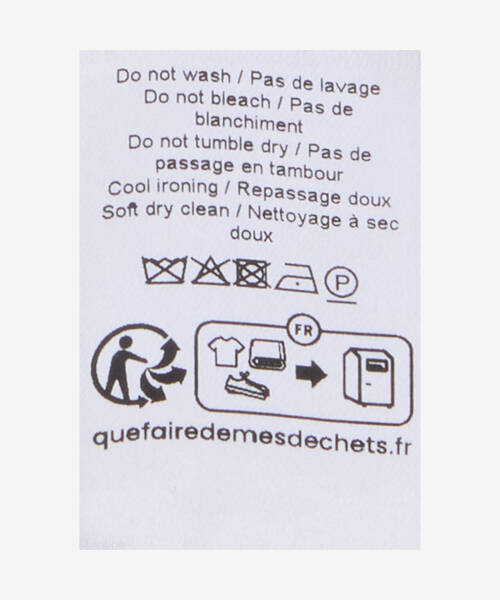 Do not wash / Pas de lavage
Do not bleach / Pas de
blanchiment
Do not tumble dry / Pas de
passage en tambour
Cool ironing / Repassage doux
Soft dry clean / Nettoyage à sec
doux
P
FR
quefairedemesdechets.fr